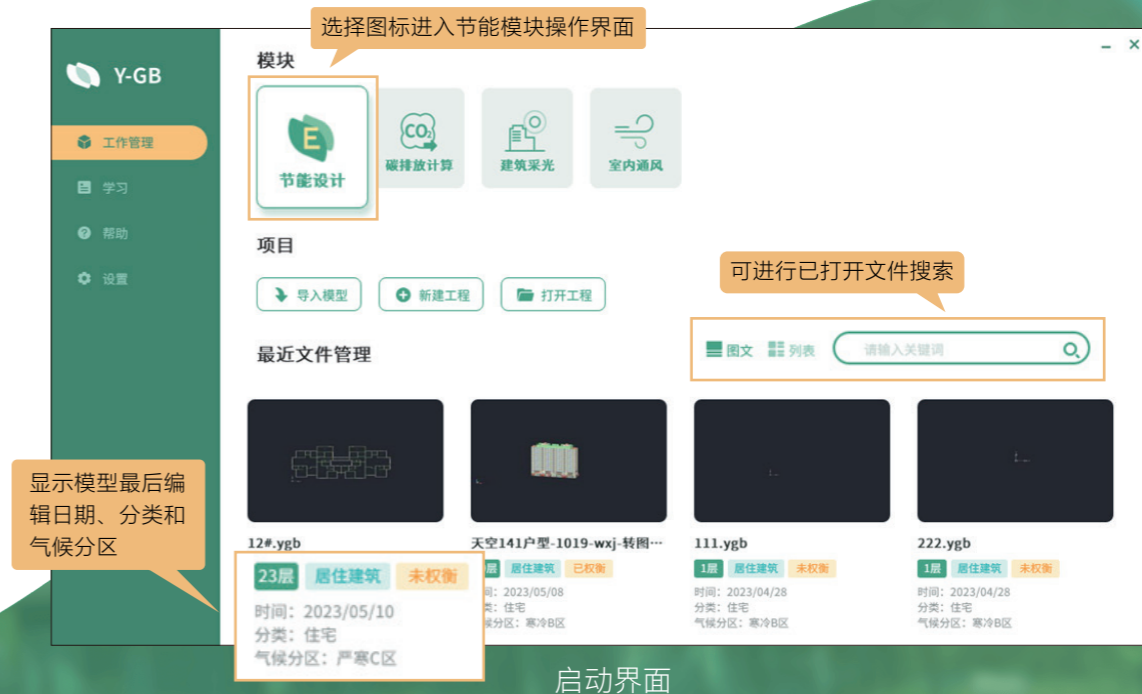 选择图标进入节能模块操作界面
Y-GB
工作管理
学习
帮助
设置
模块
E
节能设计
CO2
碳排放计算
建筑采光
室内通风
项目
导入模型
新建工程
打开工程
可进行已打开文件搜索
最近文件管理
图文
列表
请输入关键词
显示模型最后编
辑日期、分类和
气候分区
12#.ygb
23层 居住建筑 未权衡
时间: 2023/05/10
分类: 住宅
气候分区: 严寒C区
天空141户型-1019-wxj-转图…
层 居住建筑 已权衡
间: 2023/05/08
类: 住宅
候分区: 寒冷B区
111.ygb
1层 居住建筑 未权衡
时间: 2023/04/28
分类: 住宅
气候分区: 寒冷B区
222.ygb
1层 居住建筑 未权衡
时间: 2023/04/28
分类: 住宅
气候分区: 寒冷B区
启动界面